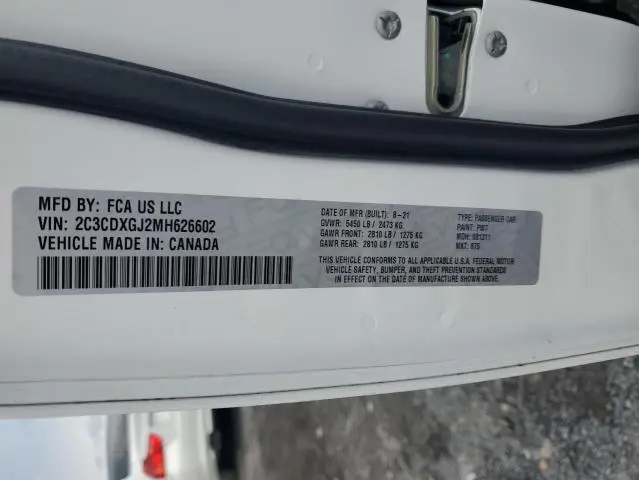 MFD BY: FCA US LLC
VIN: 2C3CDXGJ2MH626602
VEHICLE MADE IN: CANADA
DATE OF MFR (BUILT): 8-21
GVWR: 5450 LB / 2473 KG
GAWR FRONT: 2810 LB / 1275 KG
GAWR REAR: 2810 LB / 1275 KG
TYPE: PASSENGER CAR
PAINT: PW7
MDH: 081311
MAT: 675
THIS VEHICLE CONFORMS TO ALL APPLICABLE U.S.A. FEDERAL MOTOR
VEHICLE SAFETY, BUMPER, AND THEFT PREVENTION STANDARDS
IN EFFECT ON THE DATE OF MANUFACTURE SHOWN ABOVE.